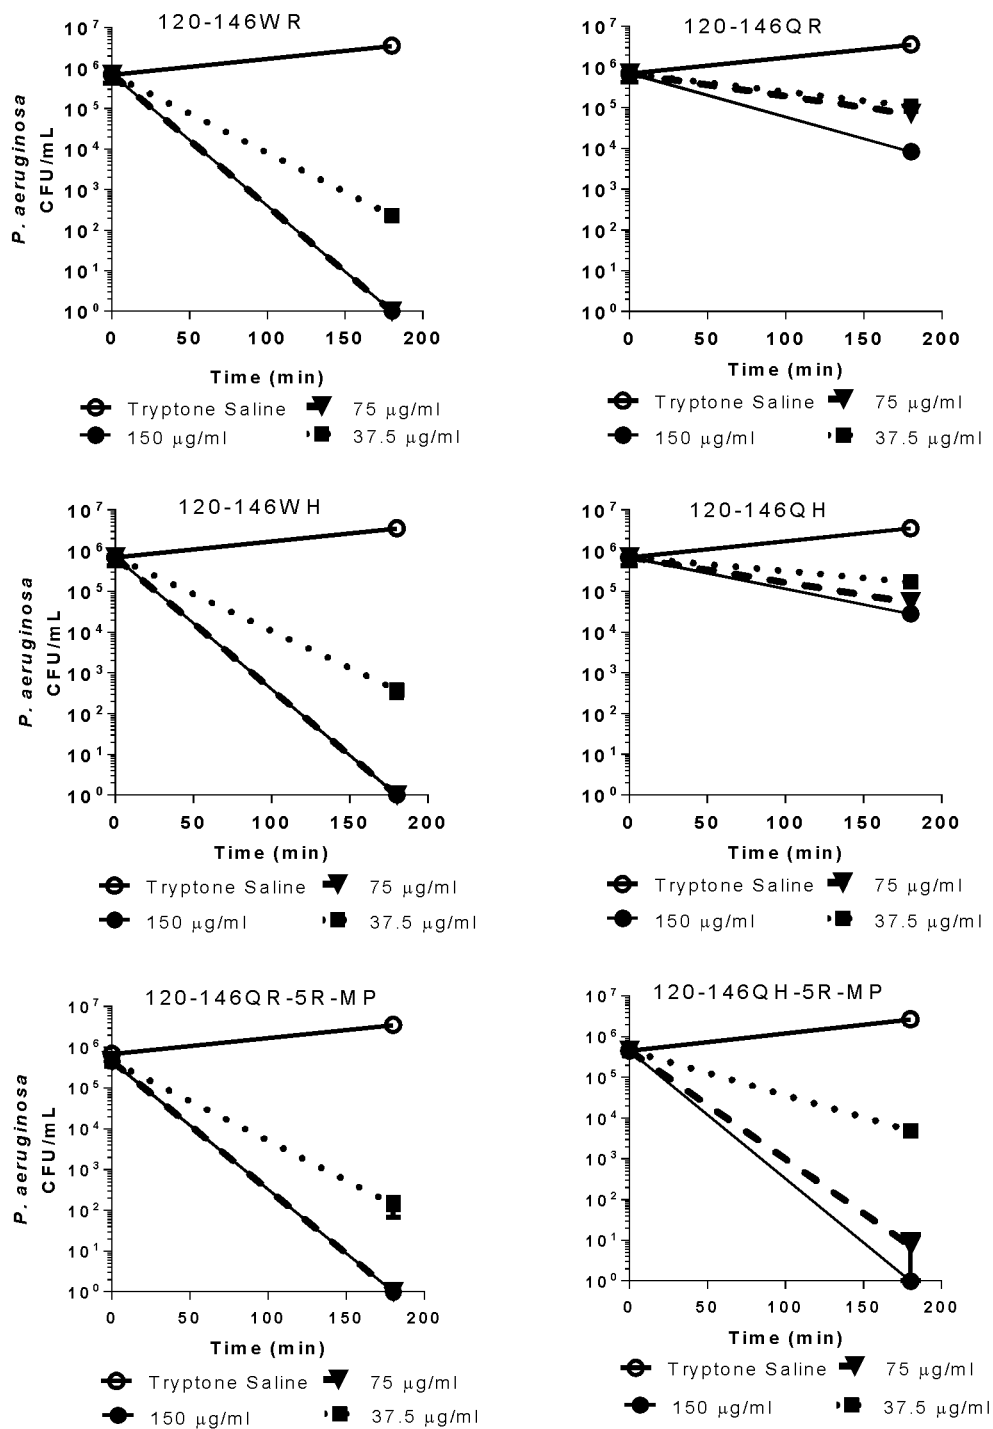 120-146WR
10⁷
10⁶
10⁵
10⁴
10³
10²
10¹
10⁰
P. aeruginosa
CFU/mL
0 50 100 150 200
Time (min)
Tryptone Saline 75 μg/ml
150 μg/ml 37.5 μg/ml
120-146QR
10⁷
10⁶
10⁵
10⁴
10³
10²
10¹
10⁰
0 50 100 150 200
Time (min)
Tryptone Saline 75 μg/ml
150 μg/ml 37.5 μg/ml
120-146WH
10⁷
10⁶
10⁵
10⁴
10³
10²
10¹
10⁰
P. aeruginosa
CFU/mL
0 50 100 150 200
Time (min)
Tryptone Saline 75 μg/ml
150 μg/ml 37.5 μg/ml
120-146QH
10⁷
10⁶
10⁵
10⁴
10³
10²
10¹
10⁰
0 50 100 150 200
Time (min)
Tryptone Saline 75 μg/ml
150 μg/ml 37.5 μg/ml
120-146QR-5R-MP
10⁷
10⁶
10⁵
10⁴
10³
10²
10¹
10⁰
P. aeruginosa
CFU/mL
0 50 100 150 200
Time (min)
Tryptone Saline 75 μg/ml
150 μg/ml 37.5 μg/ml
120-146QH-5R-MP
10⁷
10⁶
10⁵
10⁴
10³
10²
10¹
10⁰
0 50 100 150 200
Time (min)
Tryptone Saline 75 μg/ml
150 μg/ml 37.5 μg/ml